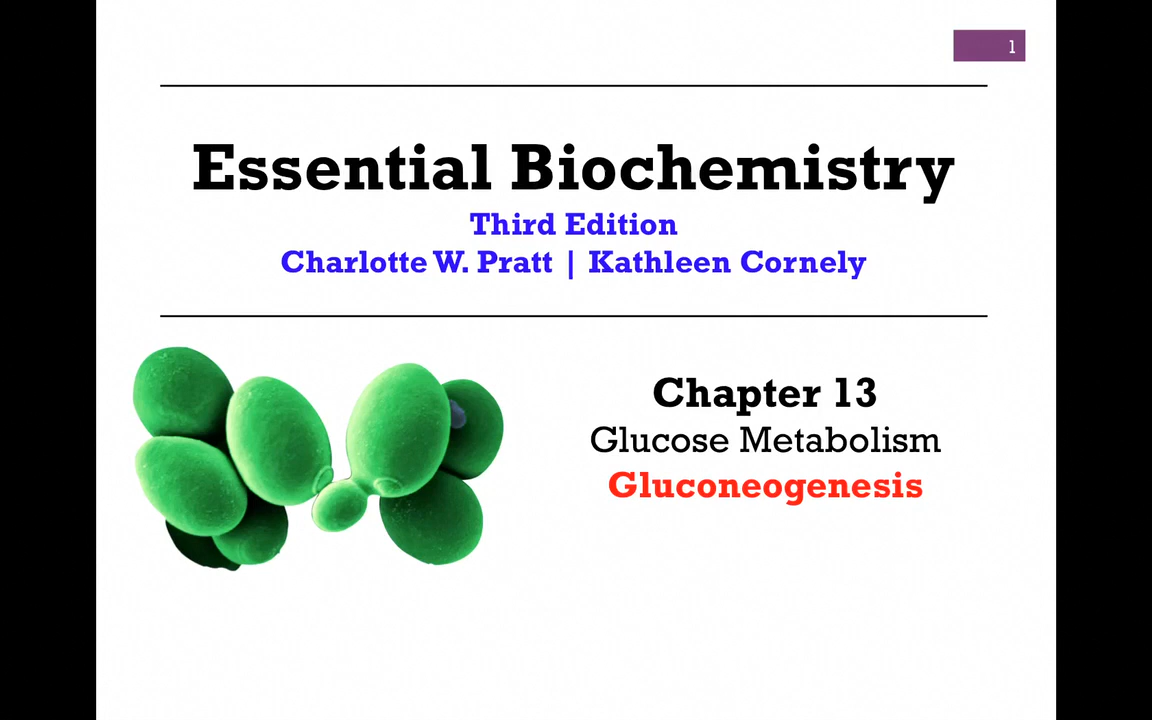 1
Essential Biochemistry
Third Edition
Charlotte W. Pratt | Kathleen Cornely
Chapter 13
Glucose Metabolism
Gluconeogenesis